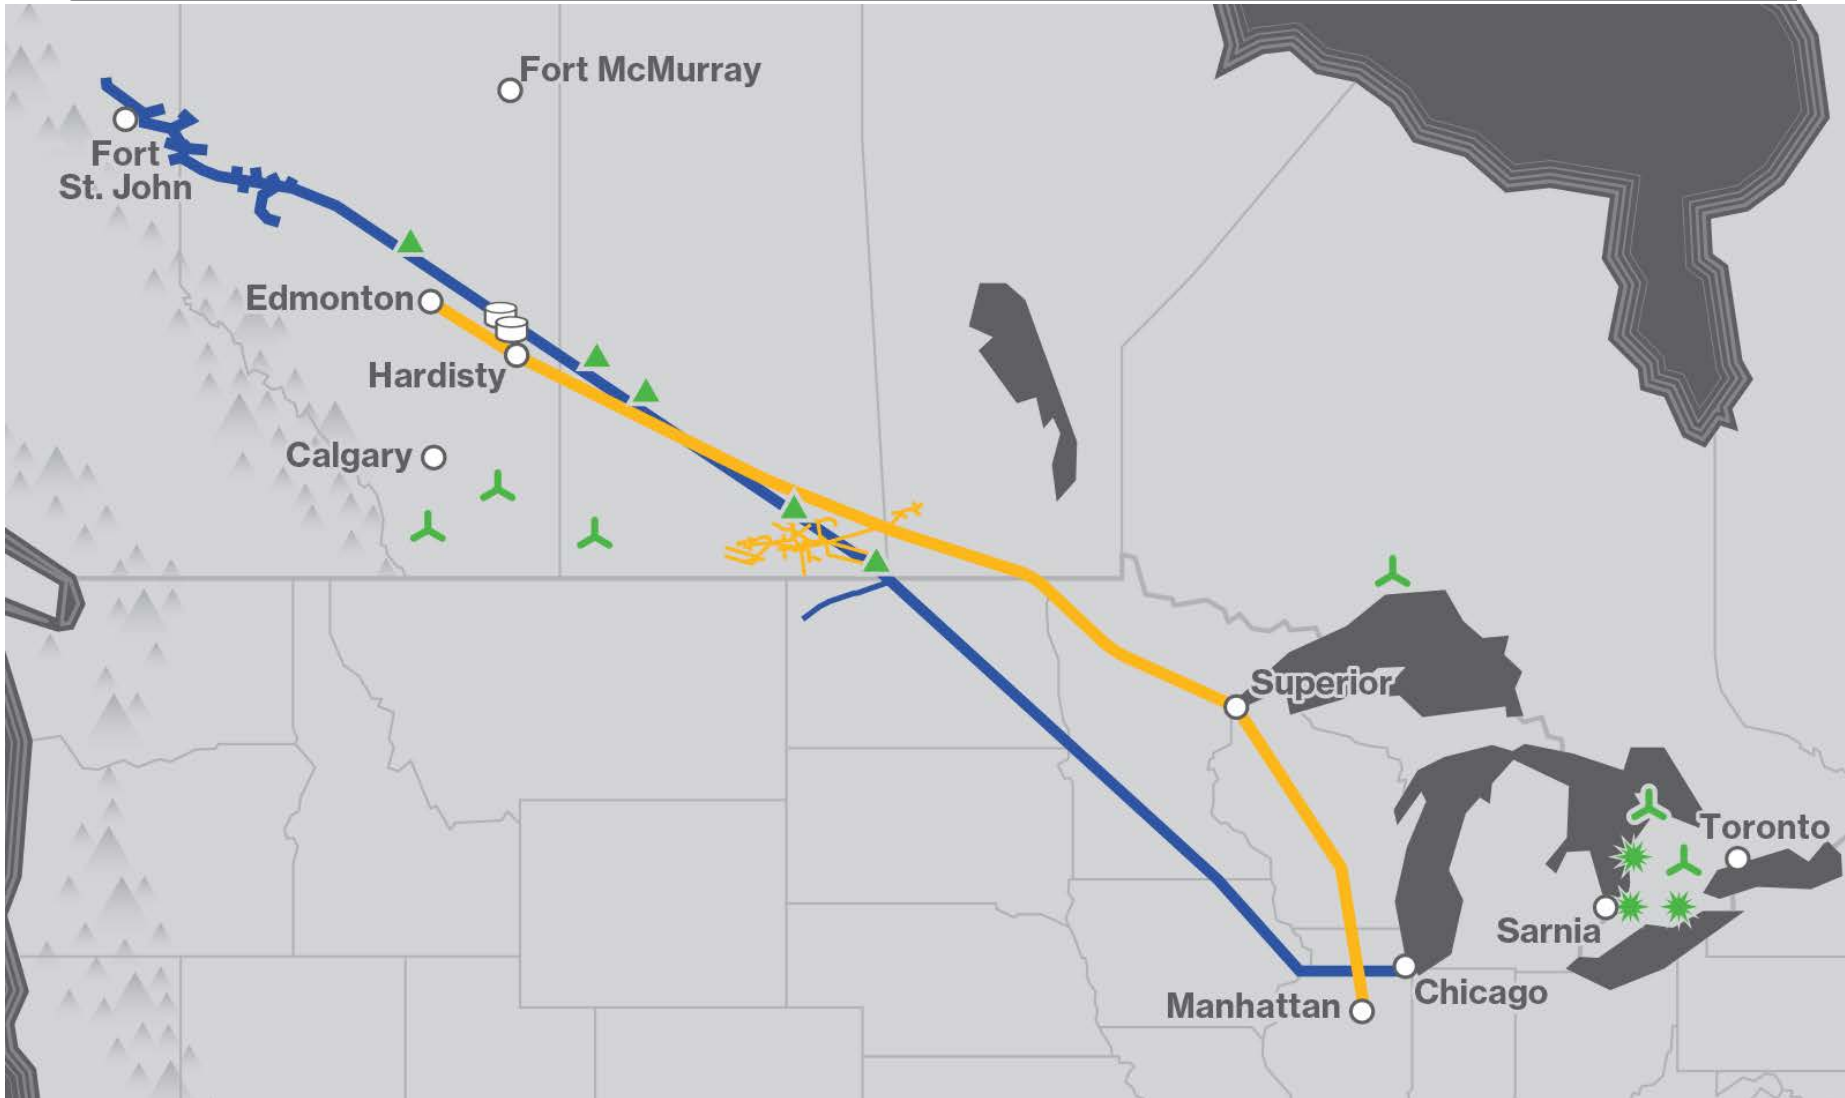 Fort McMurray
Fort
St. John
Edmonton
Hardisty
Calgary
Superior
Toronto
Sarnia
Chicago
Manhattan